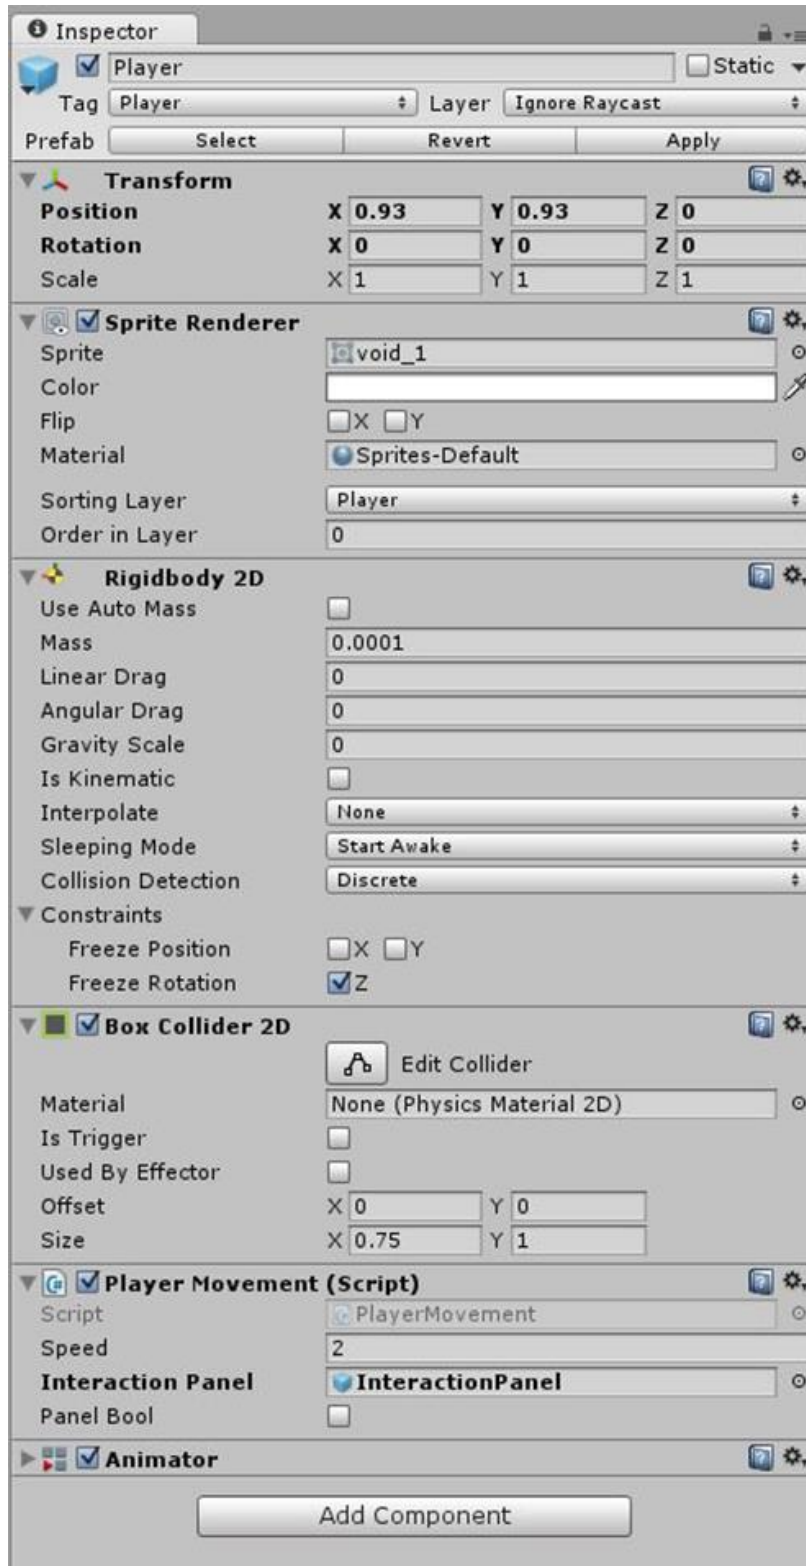 Inspector
Player Static
Tag Player Layer Ignore Raycast
Prefab Select Revert Apply
Transform
Position X 0.93 Y 0.93 Z 0
Rotation X 0 Y 0 Z 0
Scale X 1 Y 1 Z 1
Sprite Renderer
Sprite void_1
Color
Flip X Y
Material Sprites-Default
Sorting Layer Player
Order in Layer 0
Rigidbody 2D
Use Auto Mass
Mass 0.0001
Linear Drag 0
Angular Drag 0
Gravity Scale 0
Is Kinematic
Interpolate None
Sleeping Mode Start Awake
Collision Detection Discrete
Constraints
Freeze Position X Y
Freeze Rotation Z
Box Collider 2D
Edit Collider
Material None (Physics Material 2D)
Is Trigger
Used By Effector
Offset X 0 Y 0
Size X 0.75 Y 1
Player Movement (Script)
Script PlayerMovement
Speed 2
Interaction Panel InteractionPanel
Panel Bool
Animator
Add Component